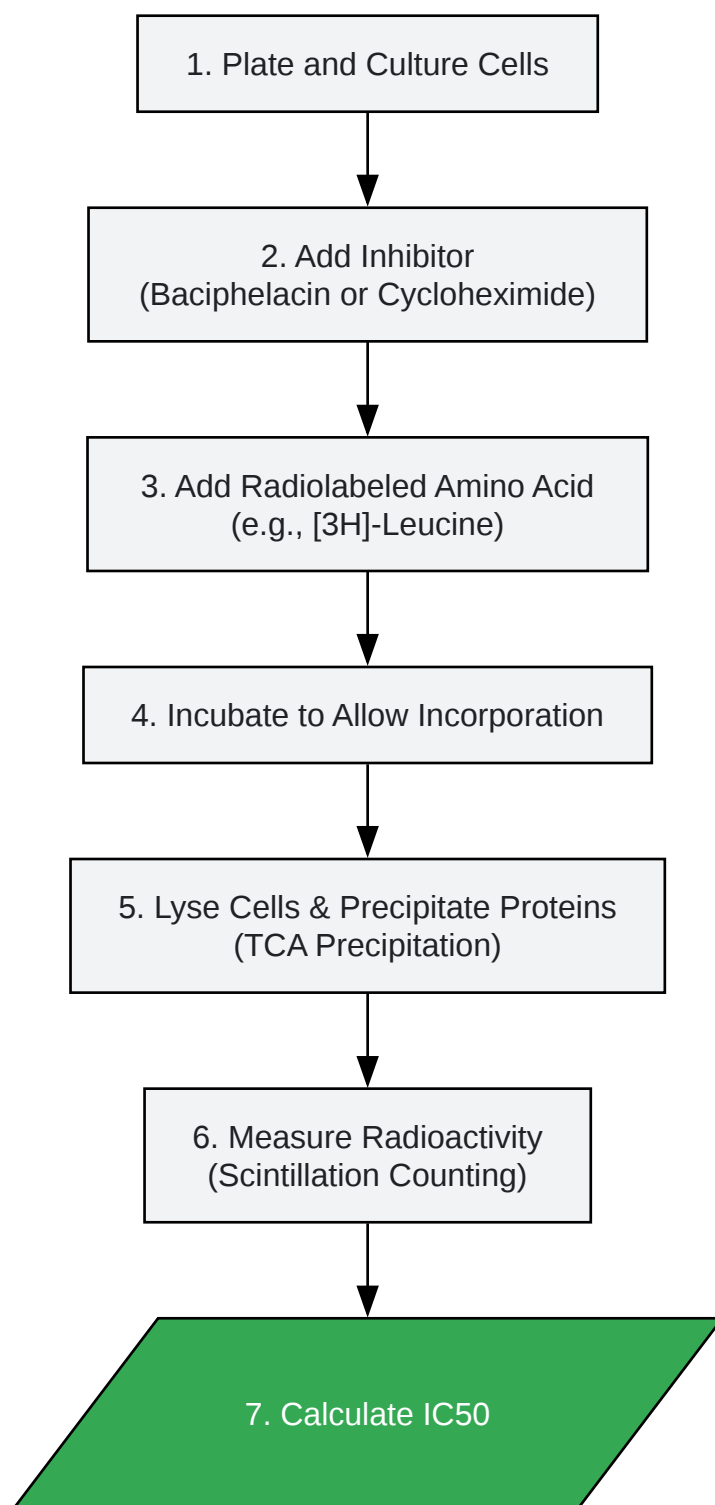 1. Plate and Culture Cells
2. Add Inhibitor
(Baciphelacin or Cycloheximide)
3. Add Radiolabeled Amino Acid
(e.g., [3H]-Leucine)
4. Incubate to Allow Incorporation
5. Lyse Cells & Precipitate Proteins
(TCA Precipitation)
6. Measure Radioactivity
(Scintillation Counting)
7. Calculate IC50